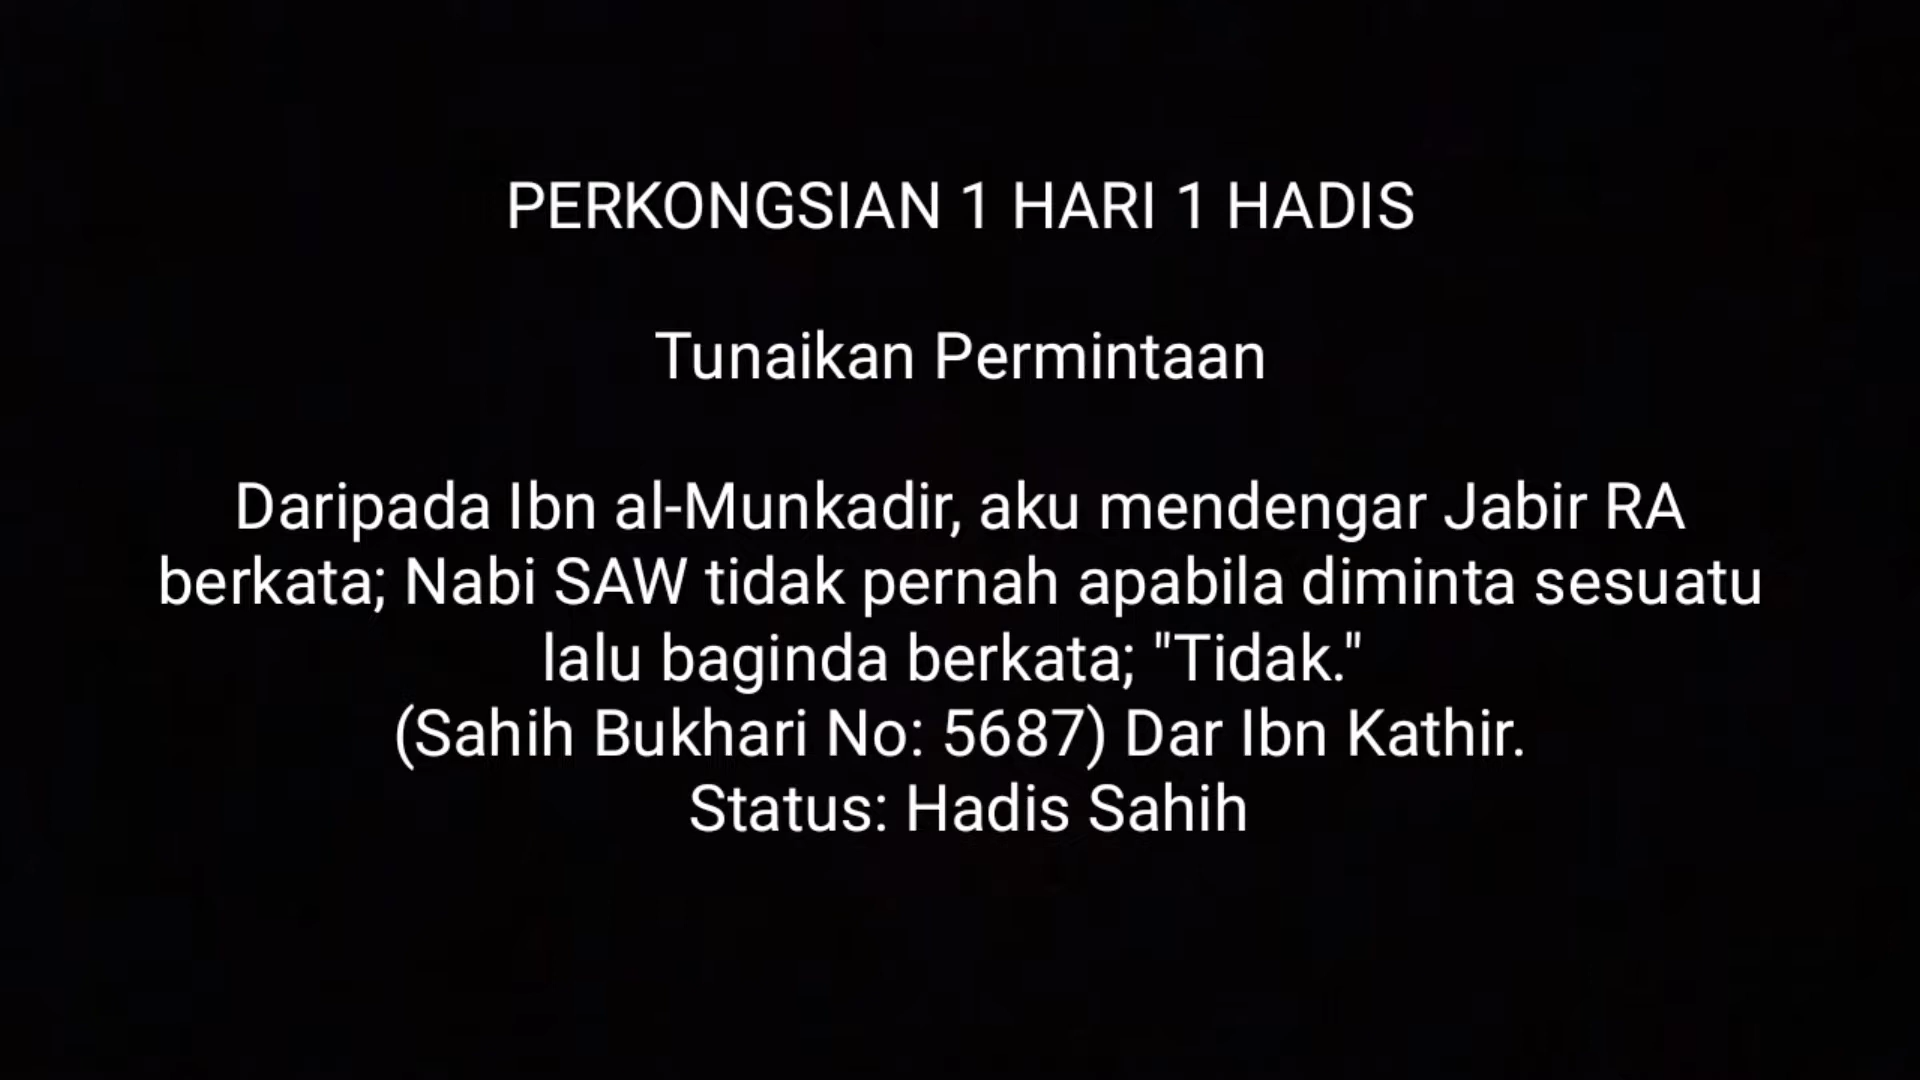 PERKONGSIAN 1 HARI 1 HADIS
Tunaikan Permintaan
Daripada Ibn al-Munkadir, aku mendengar Jabir RA
berkata; Nabi SAW tidak pernah apabila diminta sesuatu
lalu baginda berkata; "Tidak."
(Sahih Bukhari No: 5687) Dar Ibn Kathir.
Status: Hadis Sahih